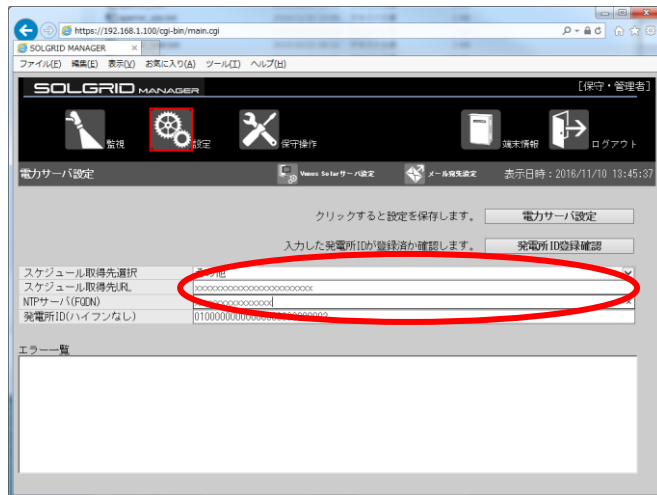 https://192.168.1.100/cgi-bin/main.cgi
SOLGRID MANAGER ×
ファイル(F) 編集(E) 表示(V) お気に入り(A) ツール(T) ヘルプ(H)
SOLGRID MANAGER [保守・管理者]
監視 設定 保守操作 端末情報 ログアウト
電力サーバ設定 Vmoes Solarサーバ設定 メール宛先設定 表示日時：2016/11/10 13:45:37
クリックすると設定を保存します。 電力サーバ設定
入力した発電所IDが登録済か確認します。 発電所ID登録確認
スケジュール取得先選択 その他
スケジュール取得先URL xxxxxxxxxxxxxxxxxxxxxxxx
NTPサーバ(FQDN) xxxxxxxxxxxxxxxx ×
発電所ID(ハイフンなし)
エラー一覧